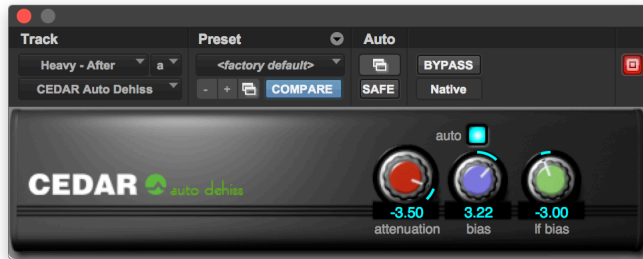 Track Preset Auto
Heavy - After a <factory default> BYPASS
CEDAR Auto Dehiss - + COMPARE SAFE Native
auto
CEDAR auto dehiss
-3.50 3.22 -3.00
attenuation bias lf bias